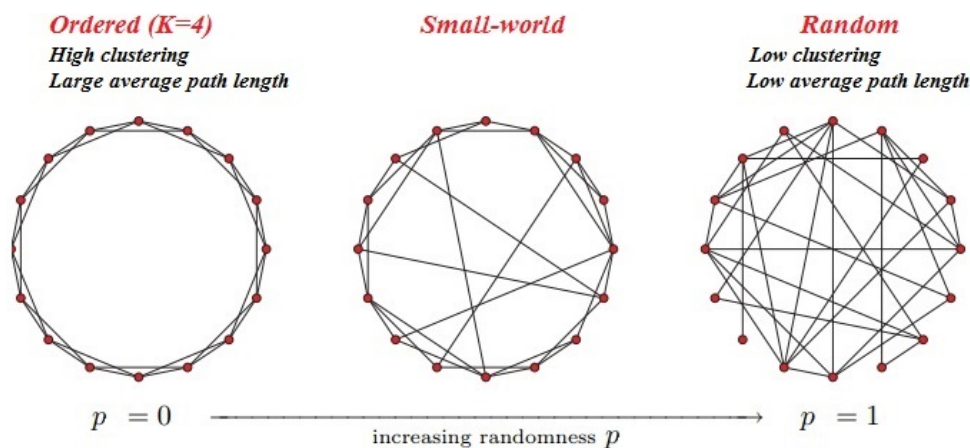 Ordered (K=4)
High clustering
Large average path length
Small-world
Random
Low clustering
Low average path length
p = 0
increasing randomness p
p = 1